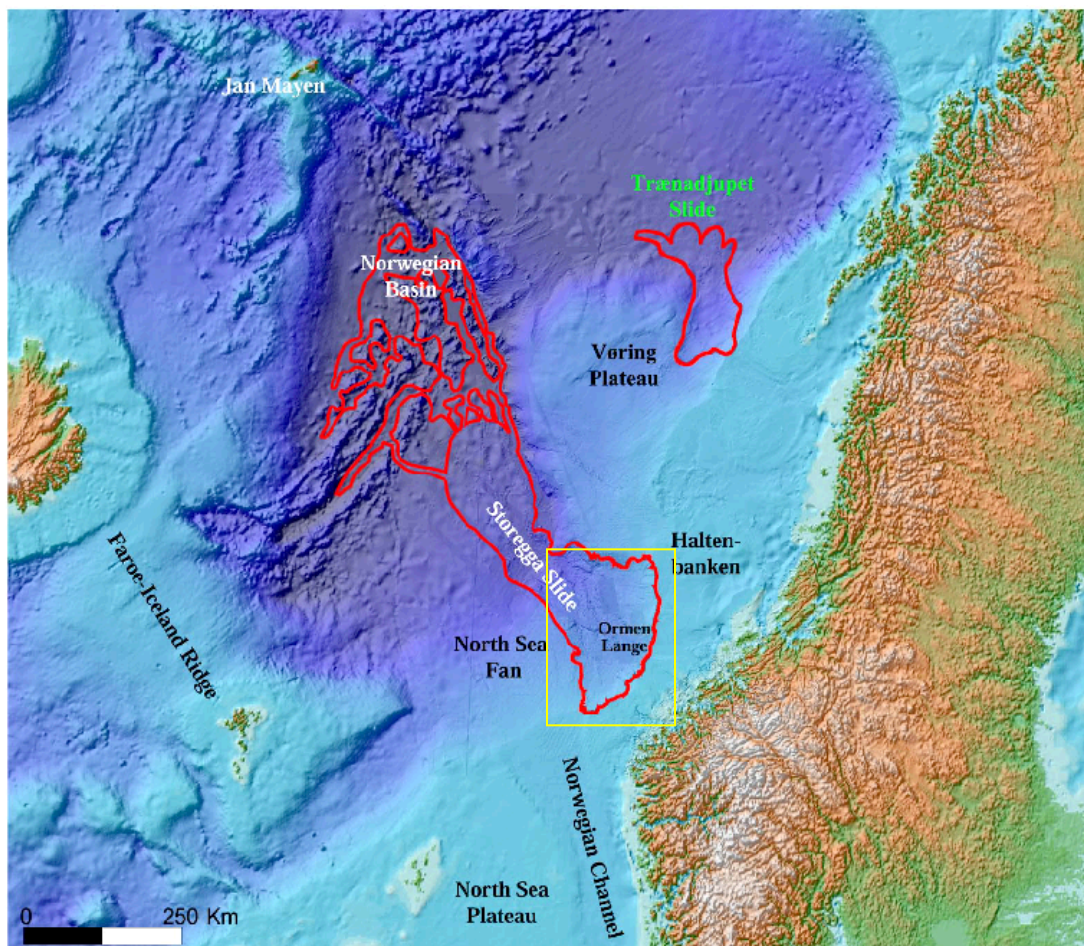 Jan Mayen
Trænadjupet
Slide
Norwegian
Basin
Vøring
Plateau
Storegga Slide
Halten-
banken
Faroe-Iceland Ridge
Ormen
Lange
North Sea
Fan
Norwegian Channel
North Sea
Plateau
0 250 Km